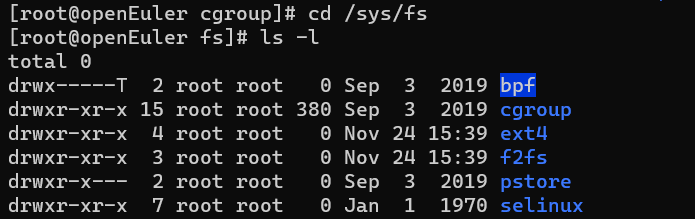 [root@openEuler cgroup]# cd /sys/fs
[root@openEuler fs]# ls -l
total 0
drwx-----T  2 root root   0 Sep  3  2019 bpf
drwxr-xr-x 15 root root 380 Sep  3  2019 cgroup
drwxr-xr-x  4 root root   0 Nov 24 15:39 ext4
drwxr-xr-x  3 root root   0 Nov 24 15:39 f2fs
drwxr-x---  2 root root   0 Sep  3  2019 pstore
drwxr-xr-x  7 root root   0 Jan  1  1970 selinux